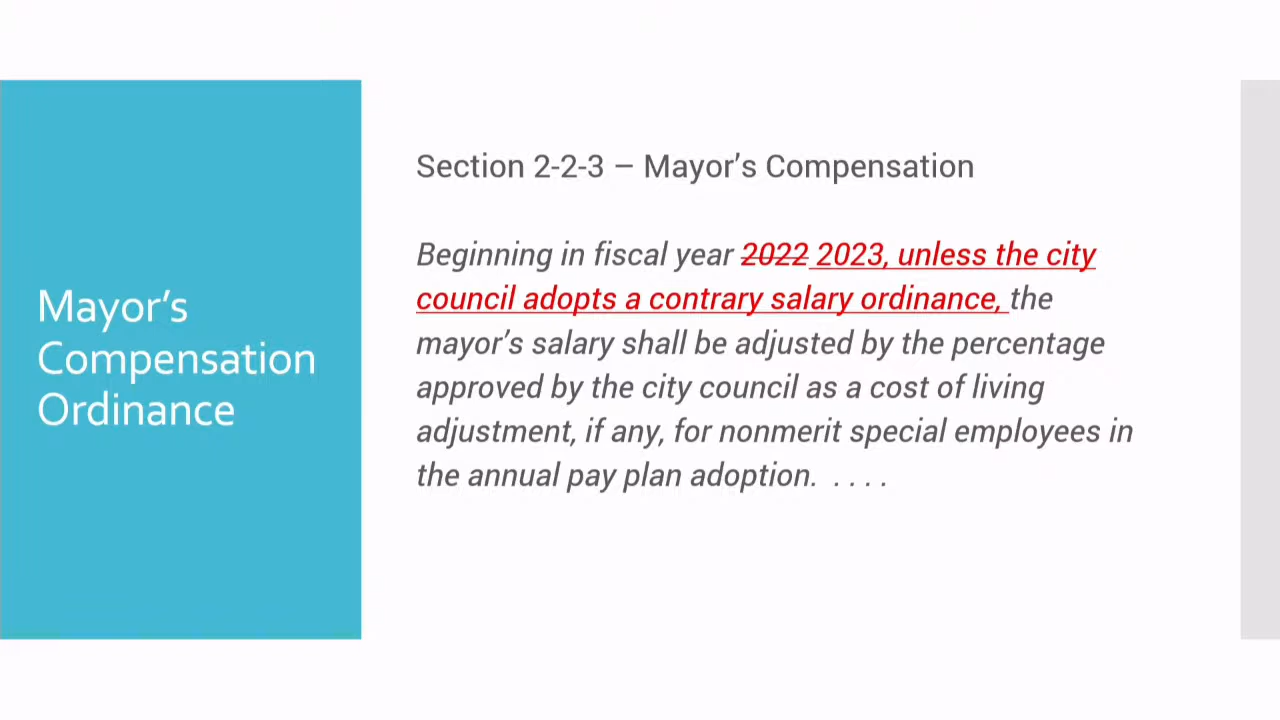 Mayor's
Compensation
Ordinance
Section 2-2-3 – Mayor's Compensation
Beginning in fiscal year 2022 2023, unless the city
council adopts a contrary salary ordinance, the
mayor's salary shall be adjusted by the percentage
approved by the city council as a cost of living
adjustment, if any, for nonmerit special employees in
the annual pay plan adoption. . . . .